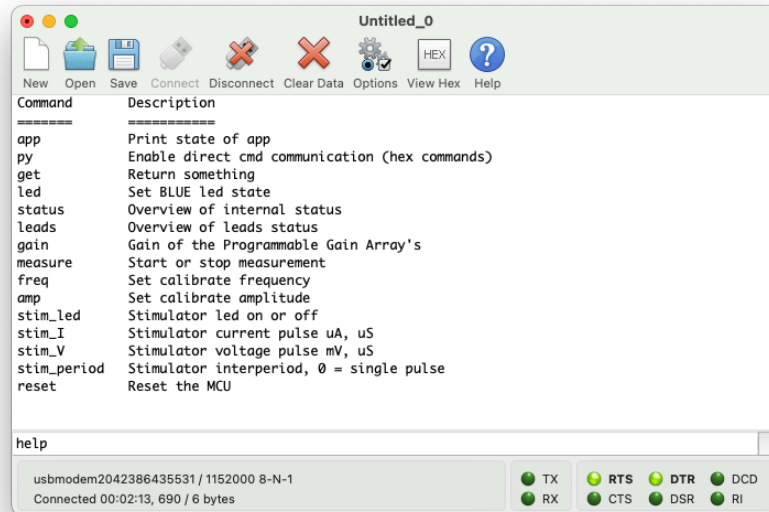 Untitled_0
New Open Save Connect Disconnect Clear Data Options View Hex Help
HEX
?
Command Description
======= ===========
app Print state of app
py Enable direct cmd communication (hex commands)
get Return something
led Set BLUE led state
status Overview of internal status
leads Overview of leads status
gain Gain of the Programmable Gain Array's
measure Start or stop measurement
freq Set calibrate frequency
amp Set calibrate amplitude
stim_led Stimulator led on or off
stim_I Stimulator current pulse uA, uS
stim_V Stimulator voltage pulse mV, uS
stim_period Stimulator interperiod, 0 = single pulse
reset Reset the MCU
help
usbmodem2042386435531 / 1152000 8-N-1
Connected 00:02:13, 690 / 6 bytes
TX RTS DTR DCD
RX CTS DSR RI